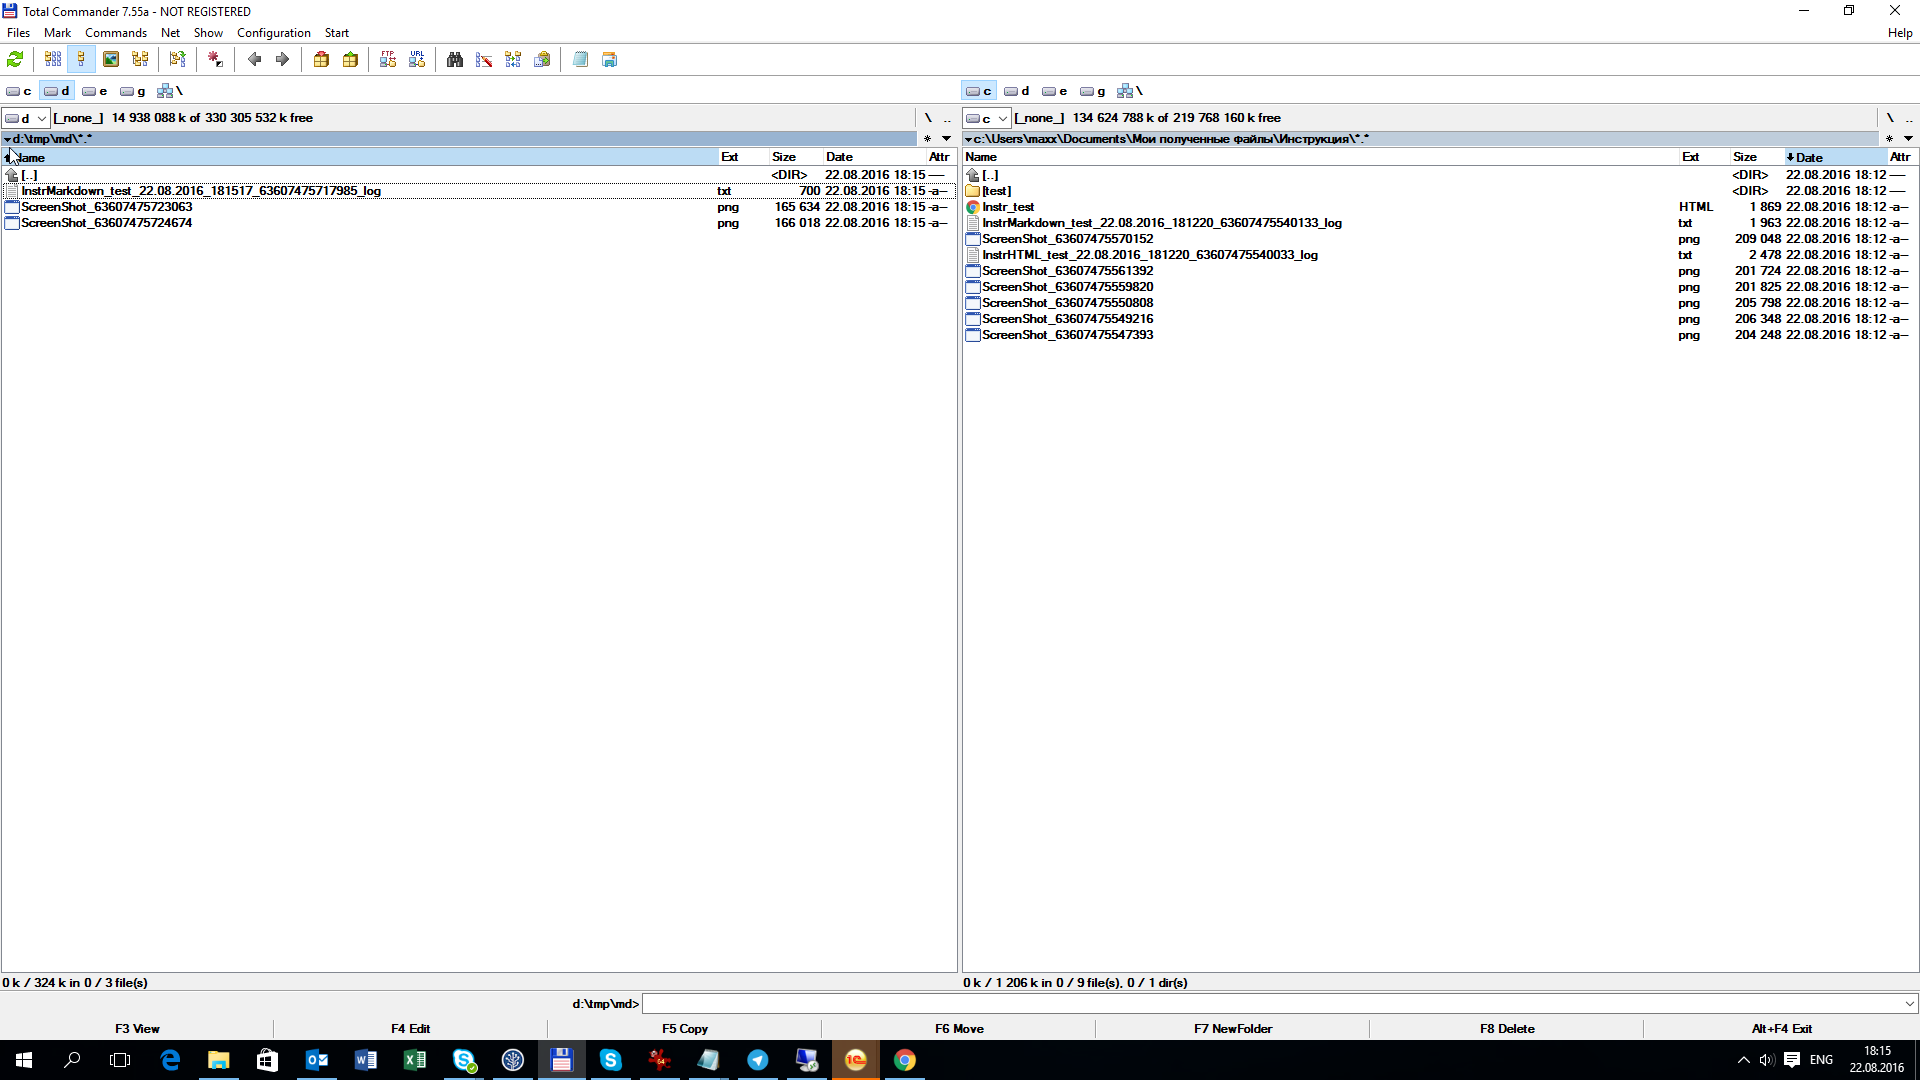 Total Commander 7.55a - NOT REGISTERED
Files Mark Commands Net Show Configuration Start Help
FTP URL
c d e g \
c d e g \
d [_none_] 14 938 088 k of 330 305 532 k free \ ..
c [_none_] 134 624 788 k of 219 768 160 k free \ ..
d:\tmp\md\*.* * 
c:\Users\maxx\Documents\Мои полученные файлы\Инструкция\*.* *
Name Ext Size Date Attr
[..] <DIR> 22.08.2016 18:15 ----
InstrMarkdown_test_22.08.2016_181517_63607475717985_log txt 700 22.08.2016 18:15 -a--
ScreenShot_63607475723063 png 165 634 22.08.2016 18:15 -a--
ScreenShot_63607475724674 png 166 018 22.08.2016 18:15 -a--
Name Ext Size Date Attr
[..] <DIR> 22.08.2016 18:12 ----
[test] <DIR> 22.08.2016 18:12 ----
Instr_test HTML 1 869 22.08.2016 18:12 -a--
InstrMarkdown_test_22.08.2016_181220_63607475540133_log txt 1 963 22.08.2016 18:12 -a--
ScreenShot_63607475570152 png 209 048 22.08.2016 18:12 -a--
InstrHTML_test_22.08.2016_181220_63607475540033_log txt 2 478 22.08.2016 18:12 -a--
ScreenShot_63607475561392 png 201 724 22.08.2016 18:12 -a--
ScreenShot_63607475559820 png 201 825 22.08.2016 18:12 -a--
ScreenShot_63607475550808 png 205 798 22.08.2016 18:12 -a--
ScreenShot_63607475549216 png 206 348 22.08.2016 18:12 -a--
ScreenShot_63607475547393 png 204 248 22.08.2016 18:12 -a--
0 k / 324 k in 0 / 3 file(s)
0 k / 1 206 k in 0 / 9 file(s), 0 / 1 dir(s)
d:\tmp\md>
F3 View F4 Edit F5 Copy F6 Move F7 NewFolder F8 Delete Alt+F4 Exit
ENG 18:15
22.08.2016